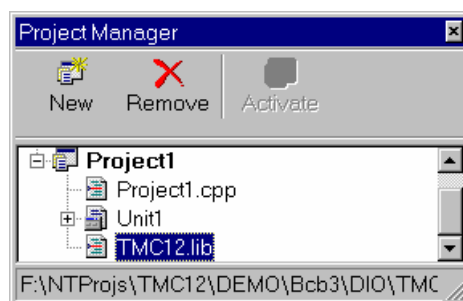 Project Manager
New Remove Activate
Project1
Project1.cpp
Unit1
TMC12.lib
F:\NTProjs\TMC12\DEMO\Bcb3\DIO\TMC